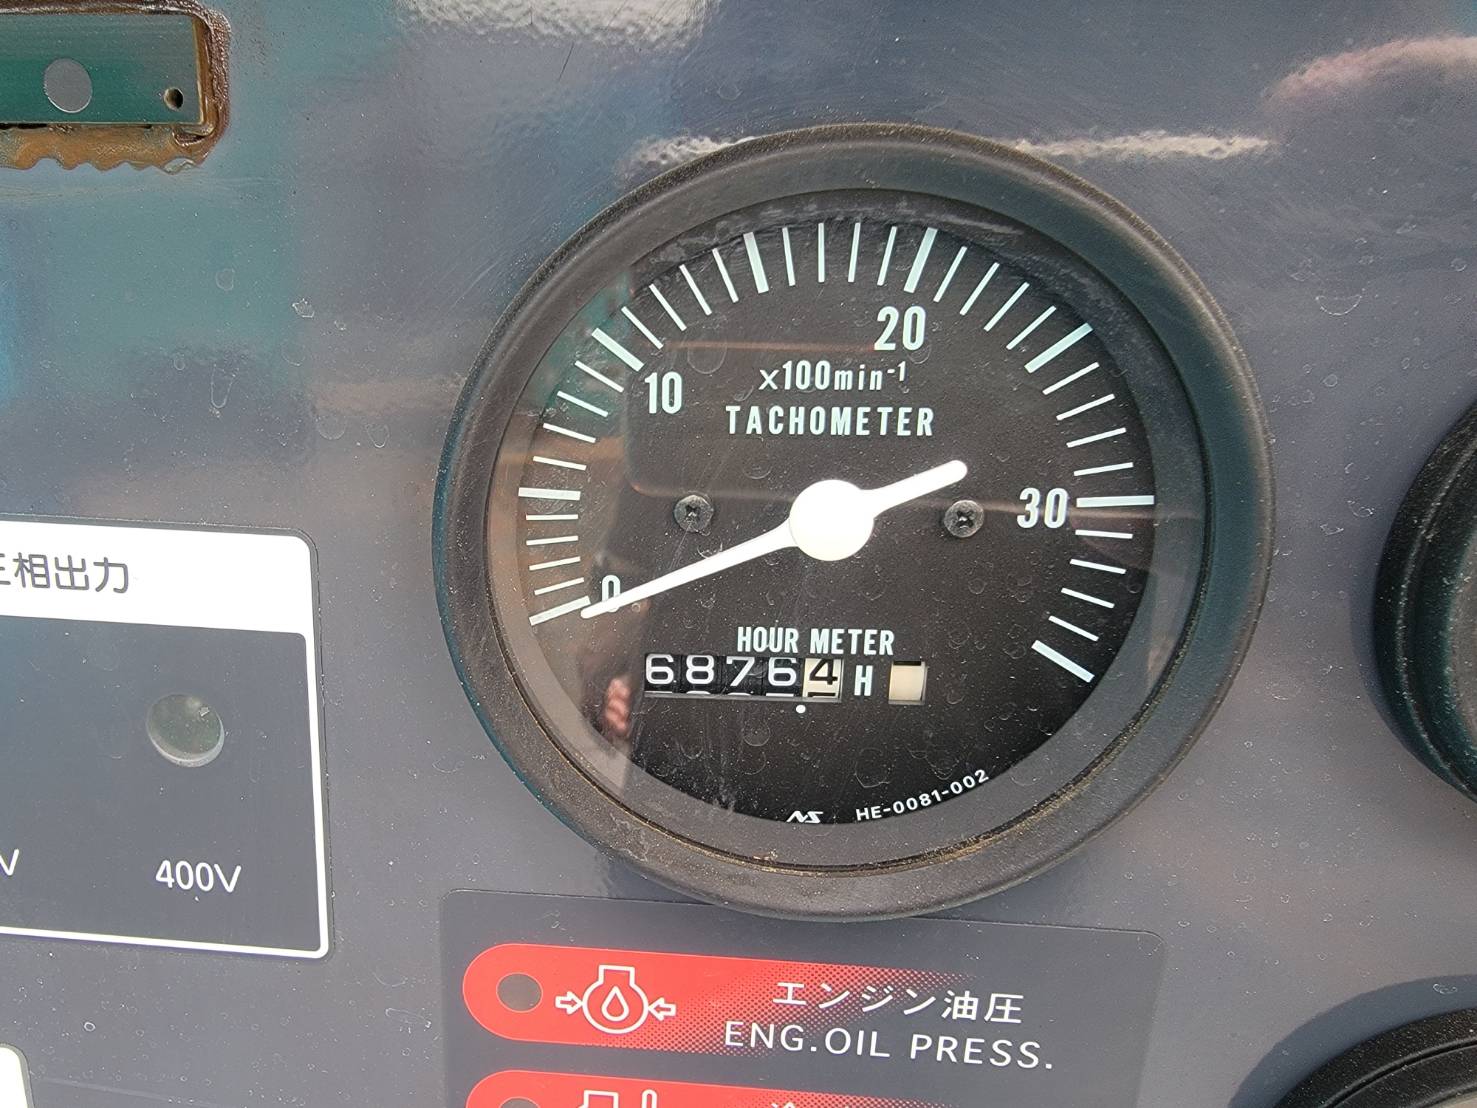 20
10
x100min-1
TACHOMETER
30
0
HOUR METER
68764 H
HE-0081-002
NS
三相出力
V
400V
エンジン油圧
ENG.OIL PRESS.